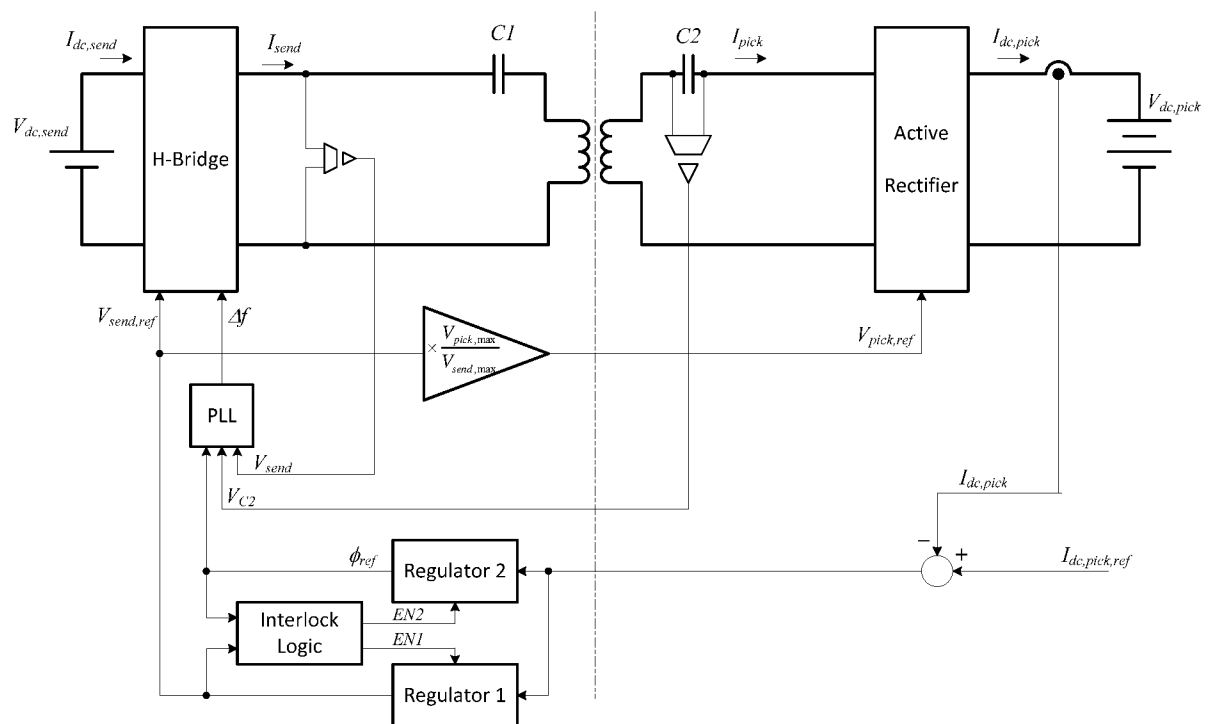 I_dc,send
I_send
C1
C2
I_pick
I_dc,pick
V_dc,send
H-Bridge
Active
Rectifier
V_dc,pick
V_send,ref
Δf
× V_pick,max
V_send,max
V_pick,ref
PLL
V_send
V_C2
I_dc,pick
−
+
I_dc,pick,ref
ϕ_ref
Regulator 2
EN2
Interlock
Logic
EN1
Regulator 1